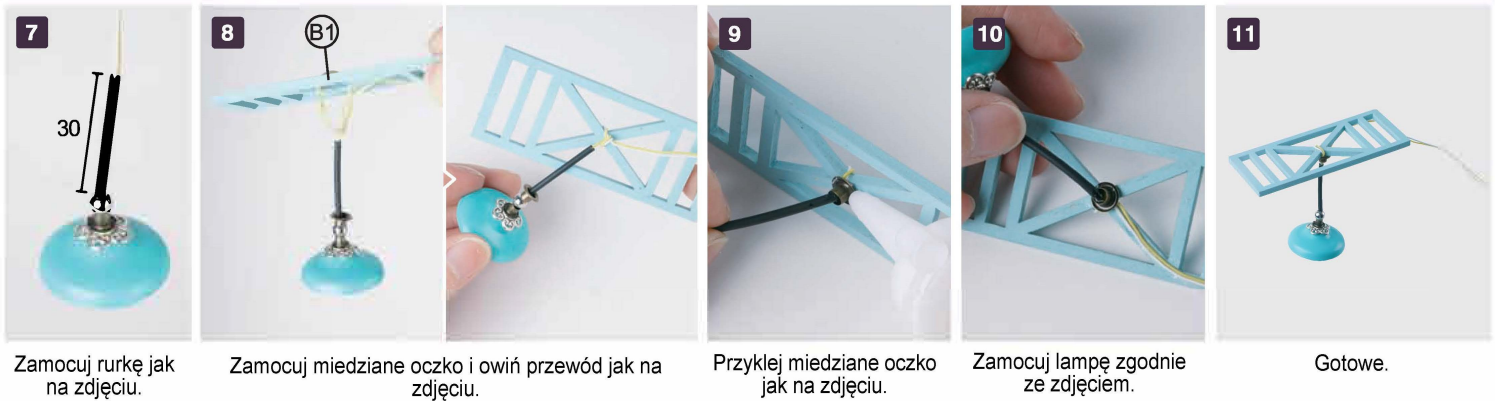 7
30
Zamocuj rurkę jak
na zdjęciu.
8
B1
Zamocuj miedziane oczko i owiń przewód jak na
zdjęciu.
9
Przyklej miedziane oczko
jak na zdjęciu.
10
Zamocuj lampę zgodnie
ze zdjęciem.
11
Gotowe.